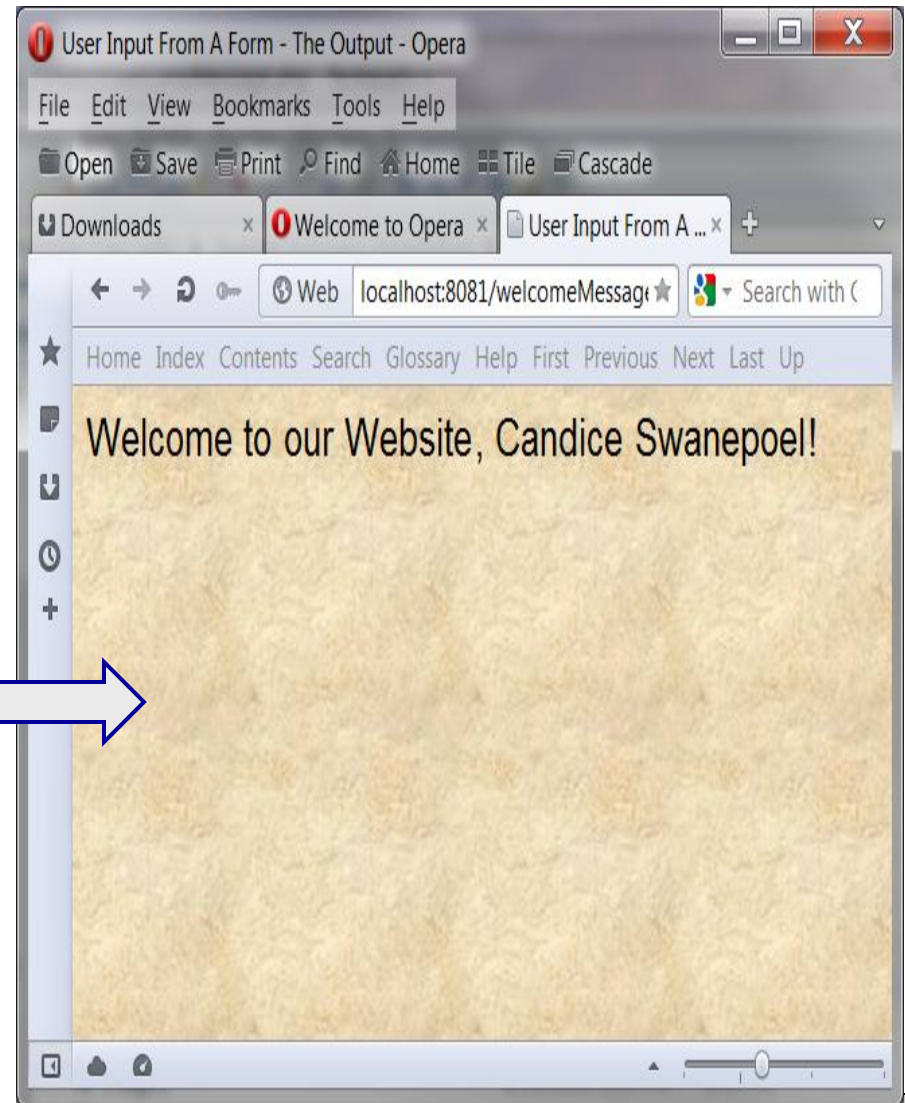 User Input From A Form - The Output - Opera
File Edit View Bookmarks Tools Help
Open Save Print Find Home Tile Cascade
Downloads Welcome to Opera User Input From A ...
Web localhost:8081/welcomeMessage Search with
Home Index Contents Search Glossary Help First Previous Next Last Up
Welcome to our Website, Candice Swanepoel!